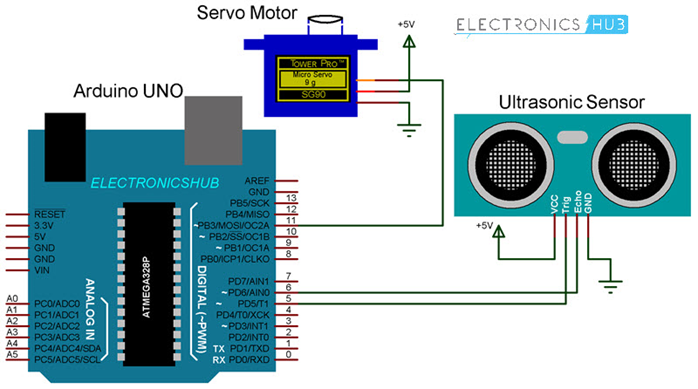 Servo Motor
+5V
ELECTRONICS HUB
TOWER PRO™
Micro Servo
9 g
SG90
Arduino UNO
Ultrasonic Sensor
ELECTRONICSHUB
AREF
GND
PB5/SCK 13
PB4/MISO 12
~PB3/MOSI/OC2A 11
~ PB2/SS/OC1B 10
~ PB1/OC1A 9
PB0/ICP1/CLKO 8
RESET
3.3V
5V
GND
GND
VIN
ATMEGA328P
DIGITAL (~PWM)
ANALOG IN
PD7/AIN1 7
~ PD6/AIN0 6
~ PD5/T1 5
PD4/T0/XCK 4
~ PD3/INT1 3
PD2/INT0 2
TX PD1/TXD 1
RX PD0/RXD 0
A0 PC0/ADC0
A1 PC1/ADC1
A2 PC2/ADC2
A3 PC3/ADC3
A4 PC4/ADC4/SDA
A5 PC5/ADC5/SCL
VCC
Trig
Echo
GND
+5V